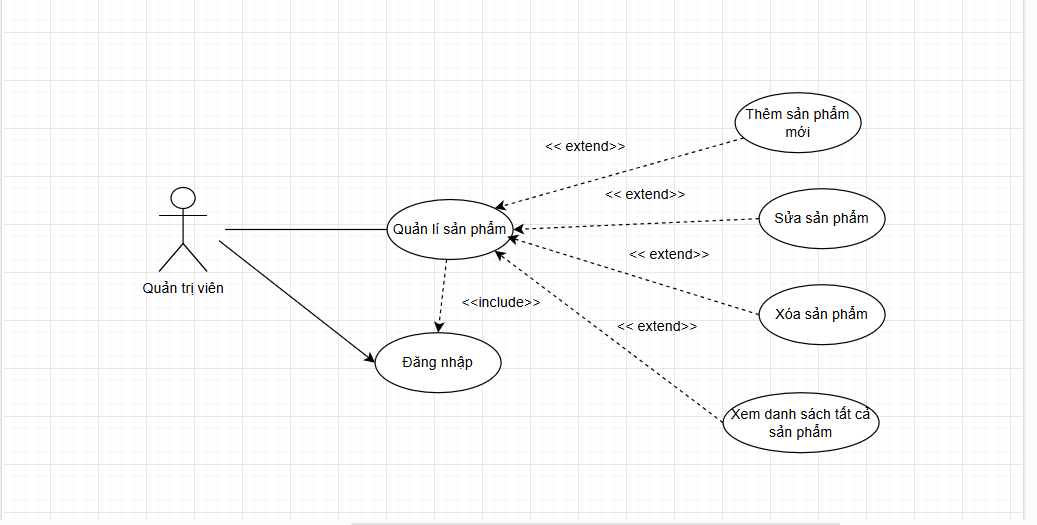 Thêm sản phẩm
mới
<< extend>>
<< extend>>
Sửa sản phẩm
Quản lí sản phẩm
<< extend>>
Quản trị viên
<<include>>
Xóa sản phẩm
<< extend>>
Đăng nhập
Xem danh sách tất cả
sản phẩm